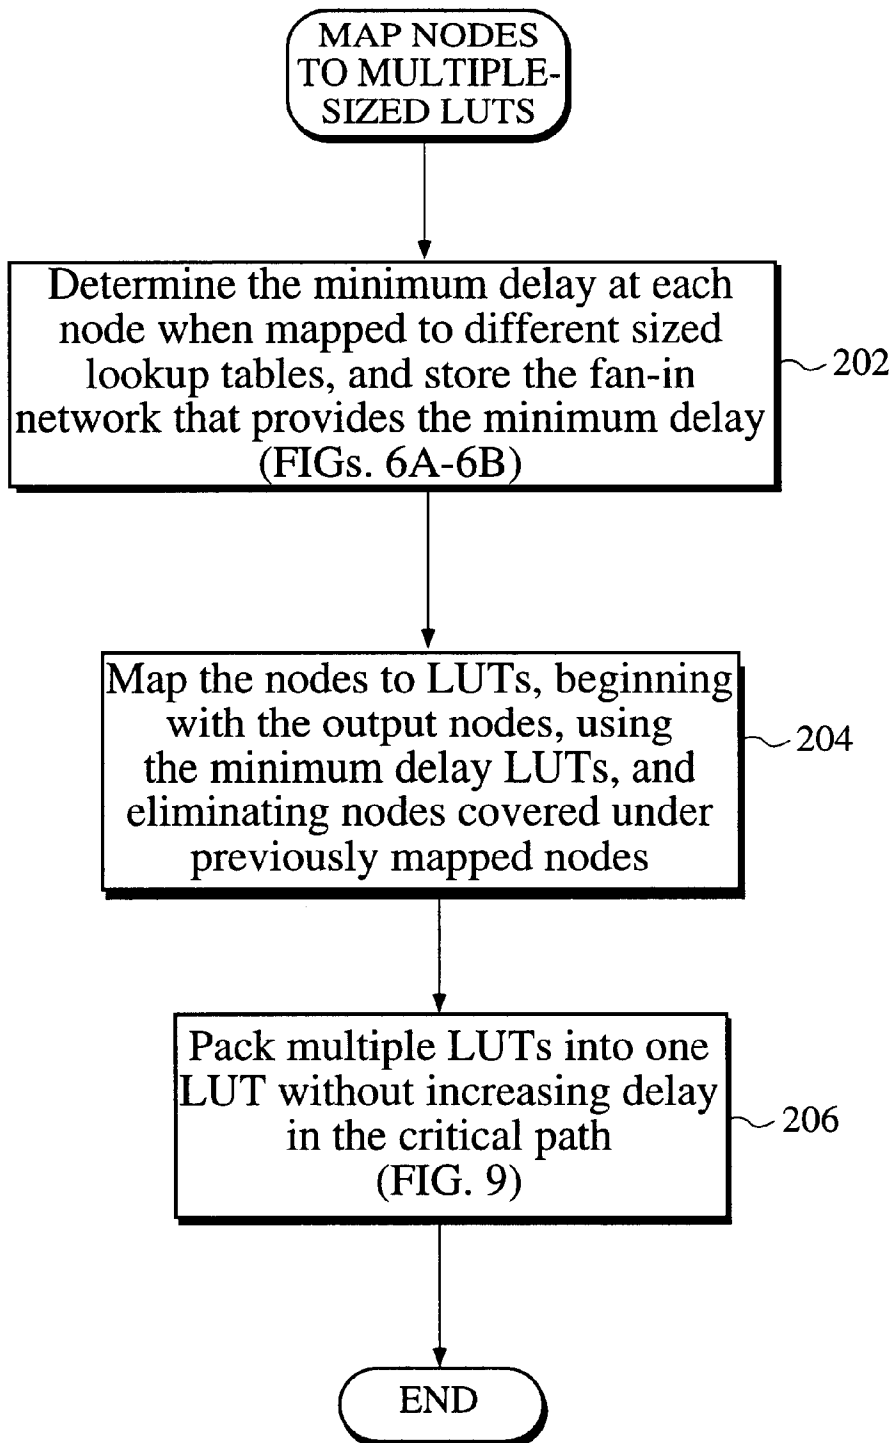 MAP NODES
TO MULTIPLE-
SIZED LUTS
Determine the minimum delay at each
node when mapped to different sized
lookup tables, and store the fan-in
network that provides the minimum delay
(FIGs. 6A-6B)
202
Map the nodes to LUTs, beginning
with the output nodes, using
the minimum delay LUTs, and
eliminating nodes covered under
previously mapped nodes
204
Pack multiple LUTs into one
LUT without increasing delay
in the critical path
(FIG. 9)
206
END